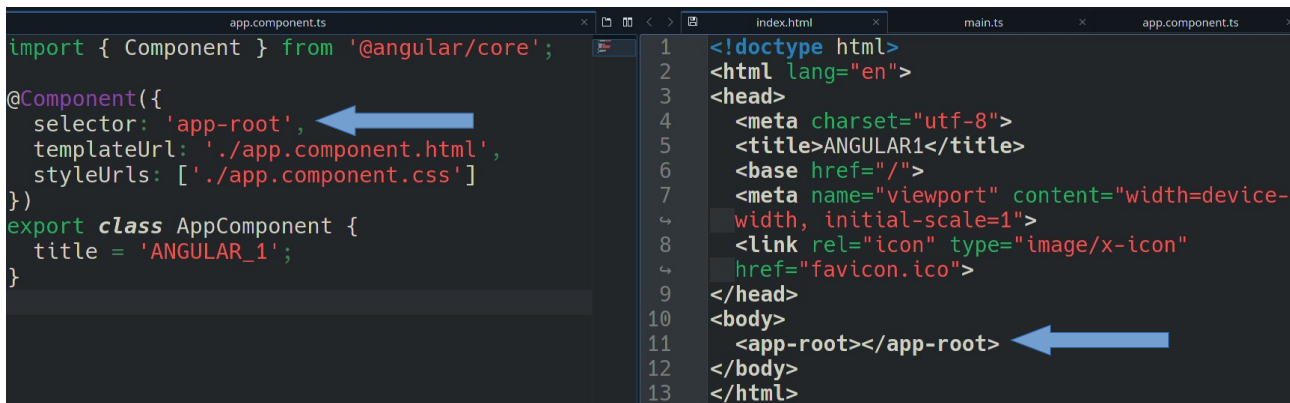 app.component.ts
import { Component } from '@angular/core';
@Component({
selector: 'app-root',
templateUrl: './app.component.html',
styleUrls: ['./app.component.css']
})
export class AppComponent {
title = 'ANGULAR_1';
}
index.html main.ts app.component.ts
1 <!doctype html>
2 <html lang="en">
3 <head>
4 <meta charset="utf-8">
5 <title>ANGULAR1</title>
6 <base href="/">
7 <meta name="viewport" content="width=device-
width, initial-scale=1">
8 <link rel="icon" type="image/x-icon"
href="favicon.ico">
9 </head>
10 <body>
11 <app-root></app-root>
12 </body>
13 </html>